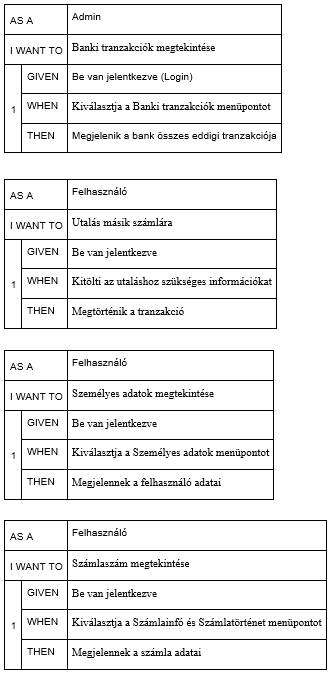 AS A Admin
I WANT TO Banki tranzakciók megtekintése
1 GIVEN Be van jelentkezve (Login)
WHEN Kiválasztja a Banki tranzakciók menüpontot
THEN Megjelenik a bank összes eddigi tranzakciója
AS A Felhasználó
I WANT TO Utalás másik számlára
1 GIVEN Be van jelentkezve
WHEN Kitölti az utaláshoz szükséges információkat
THEN Megtörténik a tranzakció
AS A Felhasználó
I WANT TO Személyes adatok megtekintése
1 GIVEN Be van jelentkezve
WHEN Kiválasztja a Személyes adatok menüpontot
THEN Megjelennek a felhasználó adatai
AS A Felhasználó
I WANT TO Számlaszám megtekintése
1 GIVEN Be van jelentkezve
WHEN Kiválasztja a Számlainfó és Számlatörténet menüpontot
THEN Megjelennek a számla adatai